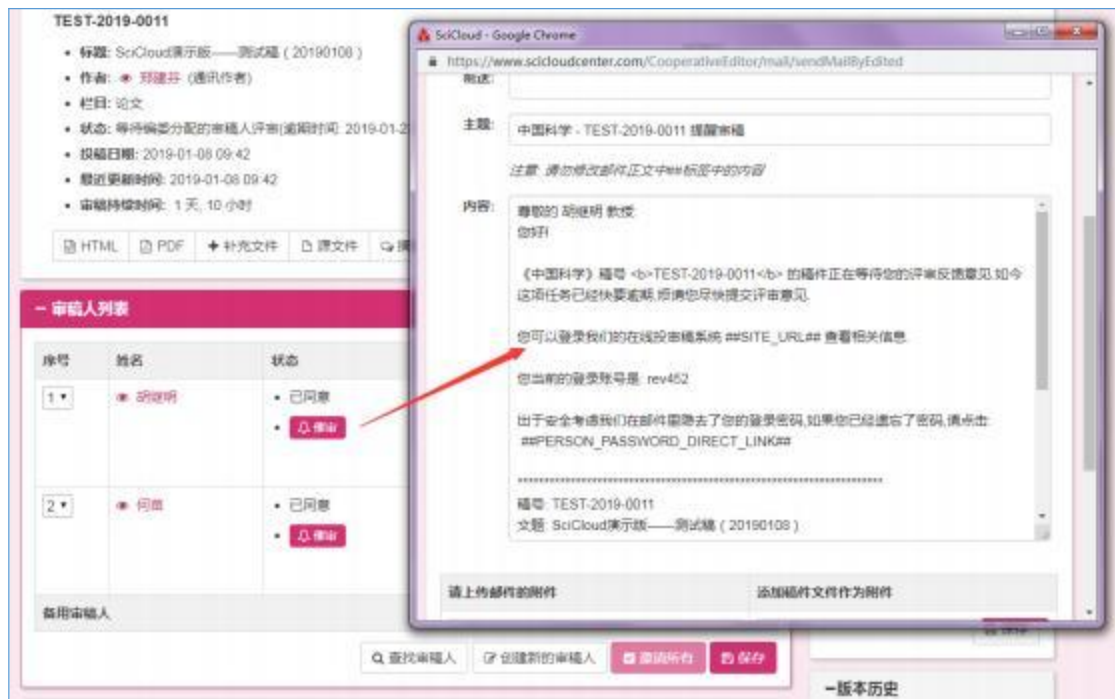 TEST-2019-0011
标题: SciCloud演示版——测试稿 ( 20190108 )
作者: 郑建芬 (通讯作者)
栏目: 论文
状态: 等待编委分配的审稿人评审(逾期时间: 2019-01-2
投稿日期: 2019-01-08 09:42
最近更新时间: 2019-01-08 09:42
审稿持续时间: 1 天, 10 小时
HTML PDF 补充文件 源文件
审稿人列表
序号 姓名 状态
1 胡继明 已同意
催审
2 何苗 已同意
催审
备用审稿人
查找审稿人 创建新的审稿人 邀请所有 保存
SciCloud - Google Chrome
https://www.scicloudcenter.com/CooperativeEditor/mail/sendMailByEdited
主题: 中国科学 - TEST-2019-0011 提醒审稿
注意: 请勿修改邮件正文中##标签中的内容
内容: 尊敬的 胡继明 教授:
您好!
《中国科学》稿号 <b>TEST-2019-0011</b> 的稿件正在等待您的评审反馈意见,如今
这项任务已经快要逾期,烦请您尽快提交评审意见.
您可以登录我们的在线投审稿系统 ##SITE_URL## 查看相关信息.
您当前的登录账号是: rev452
出于安全考虑我们在邮件里隐去了您的登录密码,如果您已经遗忘了密码,请点击:
##PERSON_PASSWORD_DIRECT_LINK##
稿号: TEST-2019-0011
文题: SciCloud演示版——测试稿 ( 20190108 )
请上传邮件的附件 添加稿件文件作为附件
版本历史